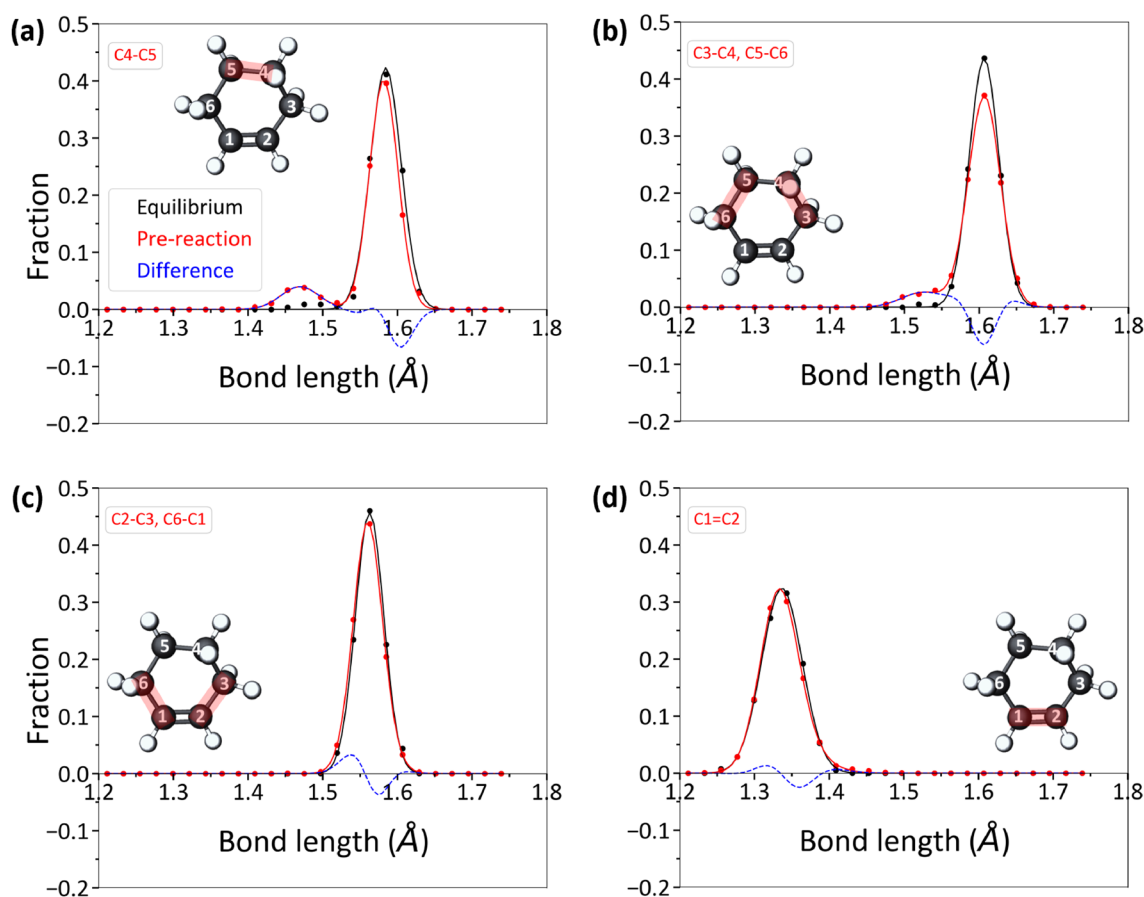 (a)
C4-C5
5
4
6
3
1
2
Equilibrium
Pre-reaction
Difference
Fraction
0.5
0.4
0.3
0.2
0.1
0.0
−0.1
−0.2
1.2 1.3 1.4 1.5 1.6 1.7 1.8
Bond length (Å)
(b)
C3-C4, C5-C6
5
4
6
3
1
2
Fraction
0.5
0.4
0.3
0.2
0.1
0.0
−0.1
−0.2
1.2 1.3 1.4 1.5 1.6 1.7 1.8
Bond length (Å)
(c)
C2-C3, C6-C1
5
4
6
3
1
2
Fraction
0.5
0.4
0.3
0.2
0.1
0.0
−0.1
−0.2
1.2 1.3 1.4 1.5 1.6 1.7 1.8
Bond length (Å)
(d)
C1=C2
5
4
6
3
1
2
Fraction
0.5
0.4
0.3
0.2
0.1
0.0
−0.1
−0.2
1.2 1.3 1.4 1.5 1.6 1.7 1.8
Bond length (Å)